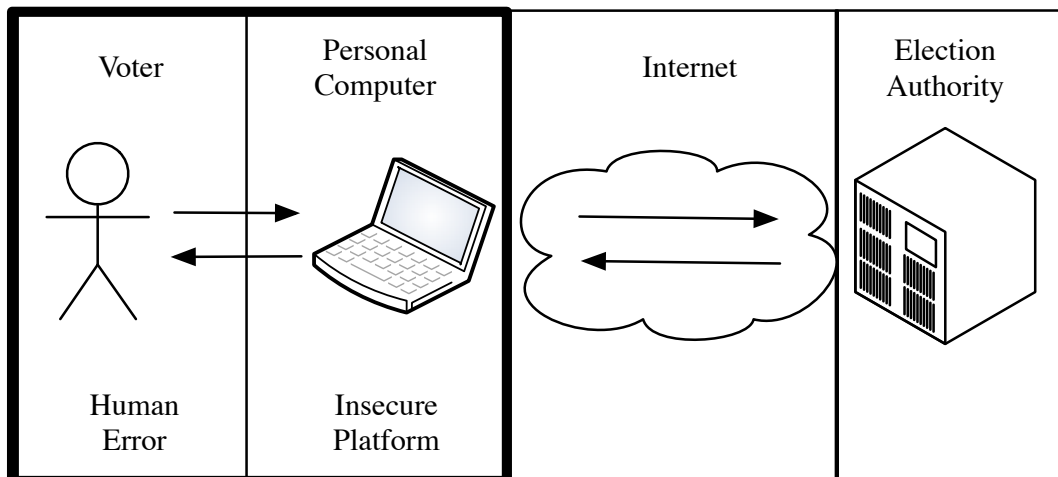 Voter
Personal
Computer
Internet
Election
Authority
Human
Error
Insecure
Platform